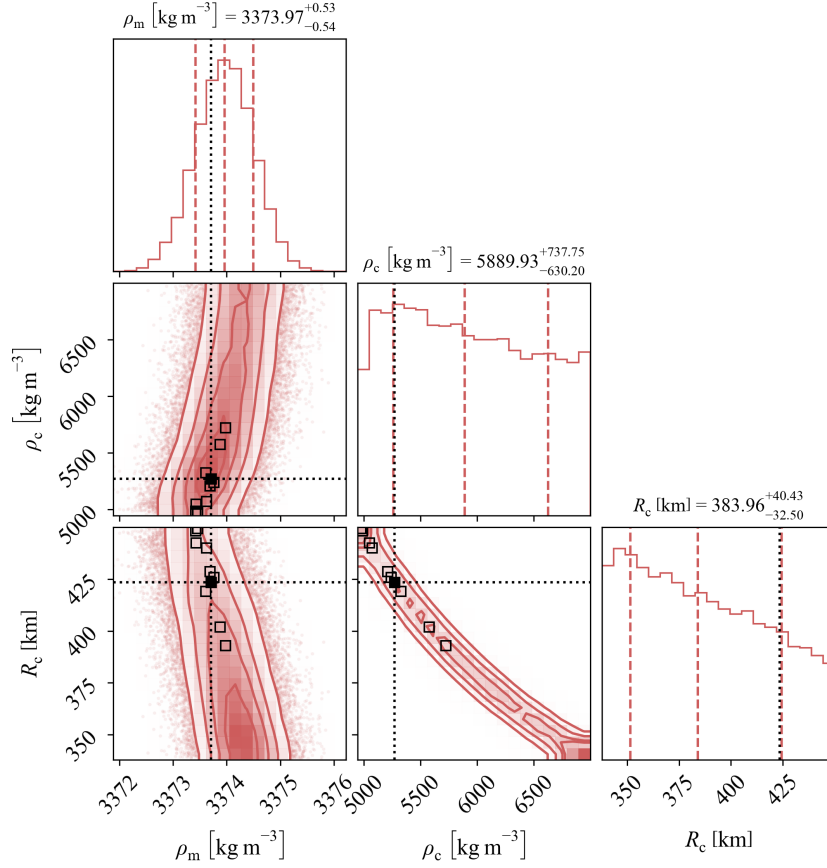 ρm [kg m−3] = 3373.97 +0.53 −0.54
ρc [kg m−3] = 5889.93 +737.75 −630.20
6500
6000
5500
5000
ρc [kg m−3]
Rc [km] = 383.96 +40.43 −32.50
425
400
375
350
Rc [km]
3372
3373
3374
3375
3376
ρm [kg m−3]
5000
5500
6000
6500
ρc [kg m−3]
350
375
400
425
Rc [km]